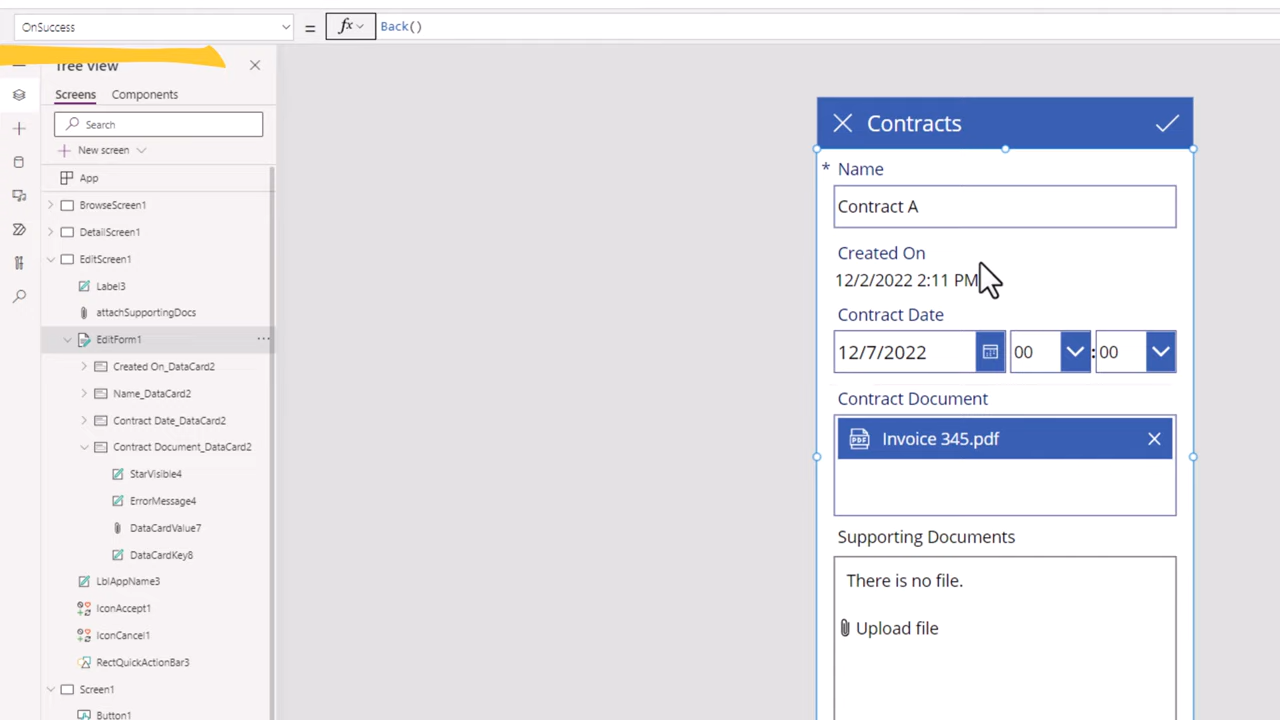 OnSuccess
=
fx
Back()
Tree View
Screens
Components
Search
New screen
App
BrowseScreen1
DetailScreen1
EditScreen1
Label3
attachSupportingDocs
EditForm1
...
Created On_DataCard2
Name_DataCard2
Contract Date_DataCard2
Contract Document_DataCard2
StarVisible4
ErrorMessage4
DataCardValue7
DataCardKey8
LblAppName3
IconAccept1
IconCancel1
RectQuickActionBar3
Screen1
Button1
Contracts
* Name
Contract A
Created On
12/2/2022 2:11 PM
Contract Date
12/7/2022 00 : 00
Contract Document
PDF Invoice 345.pdf
Supporting Documents
There is no file.
Upload file